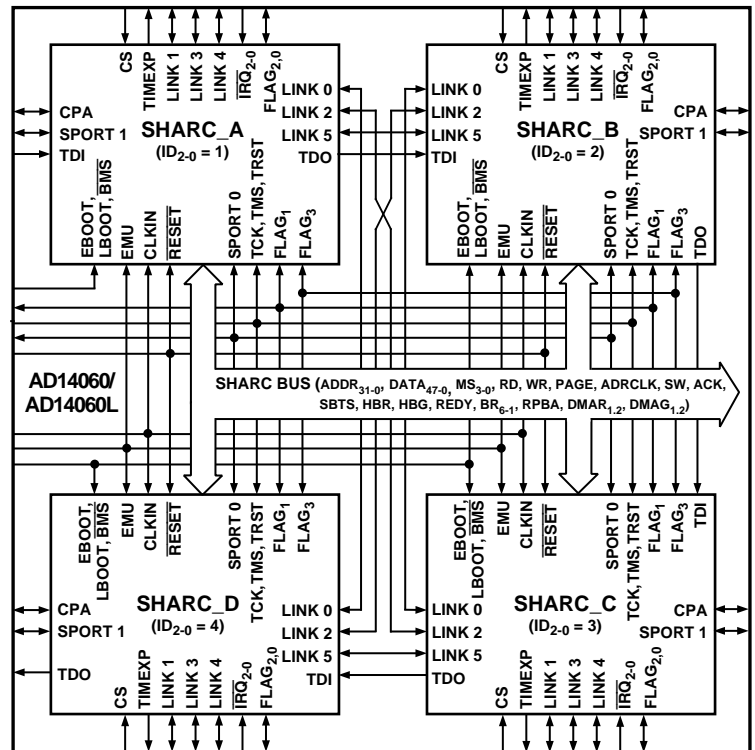 CS
TIMEXP
LINK 1
LINK 3
LINK 4
IRQ2-0
FLAG2,0
CPA
SPORT 1
TDI
SHARC_A
(ID2-0 = 1)
LINK 0
LINK 2
LINK 5
TDO
EBOOT,
LBOOT, BMS
EMU
CLKIN
RESET
SPORT 0
TCK, TMS, TRST
FLAG1
FLAG3
CS
TIMEXP
LINK 1
LINK 3
LINK 4
IRQ2-0
FLAG2,0
LINK 0
LINK 2
LINK 5
TDI
SHARC_B
(ID2-0 = 2)
CPA
SPORT 1
EBOOT,
LBOOT, BMS
EMU
CLKIN
RESET
SPORT 0
TCK, TMS, TRST
FLAG1
FLAG3
TDO
AD14060/
AD14060L
SHARC BUS (ADDR31-0, DATA47-0, MS3-0, RD, WR, PAGE, ADRCLK, SW, ACK,
SBTS, HBR, HBG, REDY, BR6-1, RPBA, DMAR1.2, DMAG1.2)
EBOOT,
LBOOT, BMS
EMU
CLKIN
RESET
SPORT 0
TCK, TMS, TRST
FLAG1
FLAG3
CPA
SPORT 1
TDO
SHARC_D
(ID2-0 = 4)
LINK 0
LINK 2
LINK 5
TDI
CS
TIMEXP
LINK 1
LINK 3
LINK 4
IRQ2-0
FLAG2,0
EBOOT,
LBOOT, BMS
EMU
CLKIN
RESET
SPORT 0
TCK, TMS, TRST
FLAG1
FLAG3
TDI
LINK 0
LINK 2
LINK 5
TDO
SHARC_C
(ID2-0 = 3)
CPA
SPORT 1
CS
TIMEXP
LINK 1
LINK 3
LINK 4
IRQ2-0
FLAG2,0